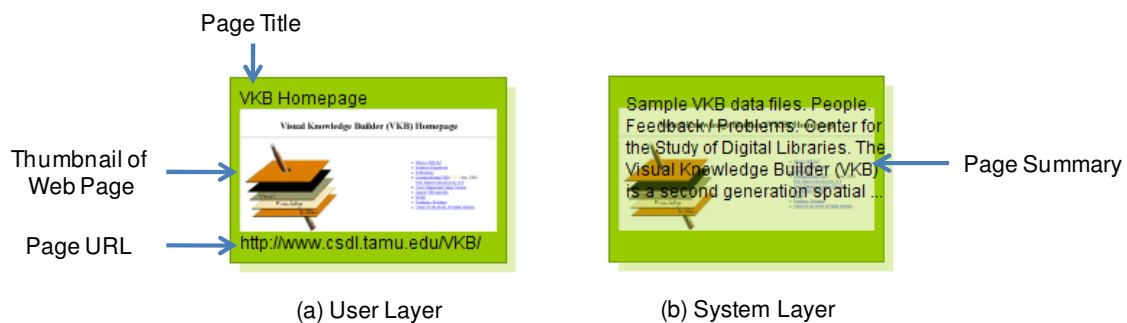 Page Title
VKB Homepage
Visual Knowledge Builder (VKB) Homepage
Thumbnail of
Web Page
Page URL
http://www.csdl.tamu.edu/VKB/
(a) User Layer
Sample VKB data files. People.
Feedback / Problems. Center for
the Study of Digital Libraries. The
Visual Knowledge Builder (VKB)
is a second generation spatial ...
Page Summary
(b) System Layer